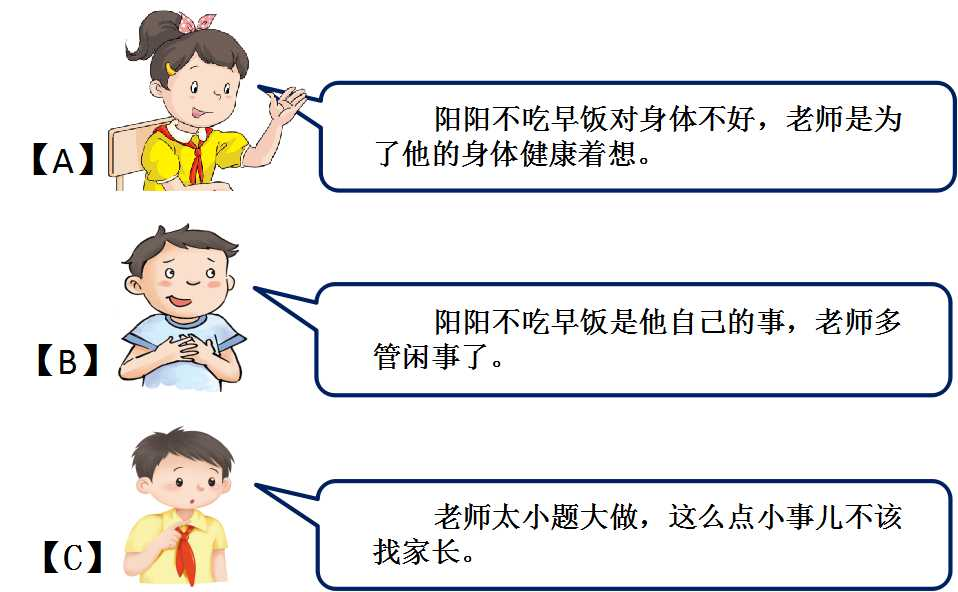 【A】
阳阳不吃早饭对身体不好，老师是为
了他的身体健康着想。
【B】
阳阳不吃早饭是他自己的事，老师多
管闲事了。
【C】
老师太小题大做，这么点小事儿不该
找家长。